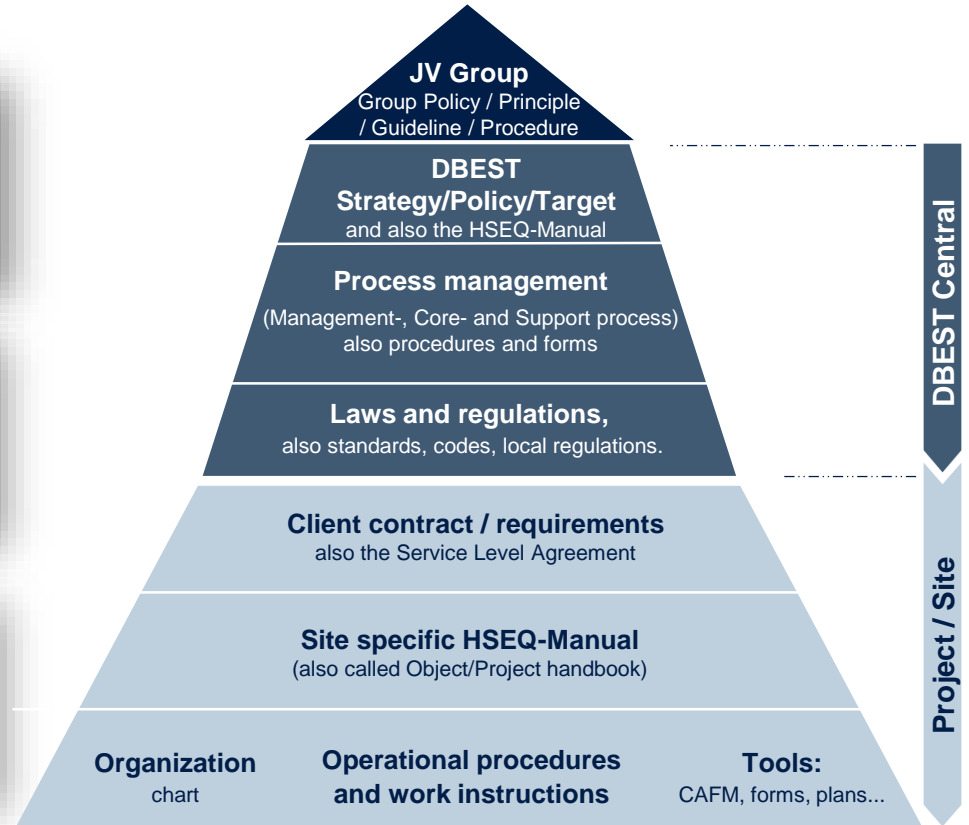 JV Group
Group Policy / Principle
/ Guideline / Procedure
DBEST
Strategy/Policy/Target
and also the HSEQ-Manual
Process management
(Management-, Core- and Support process)
also procedures and forms
Laws and regulations,
also standards, codes, local regulations.
DBEST Central
Client contract / requirements
also the Service Level Agreement
Site specific HSEQ-Manual
(also called Object/Project handbook)
Organization
chart
Operational procedures
and work instructions
Tools:
CAFM, forms, plans...
Project / Site